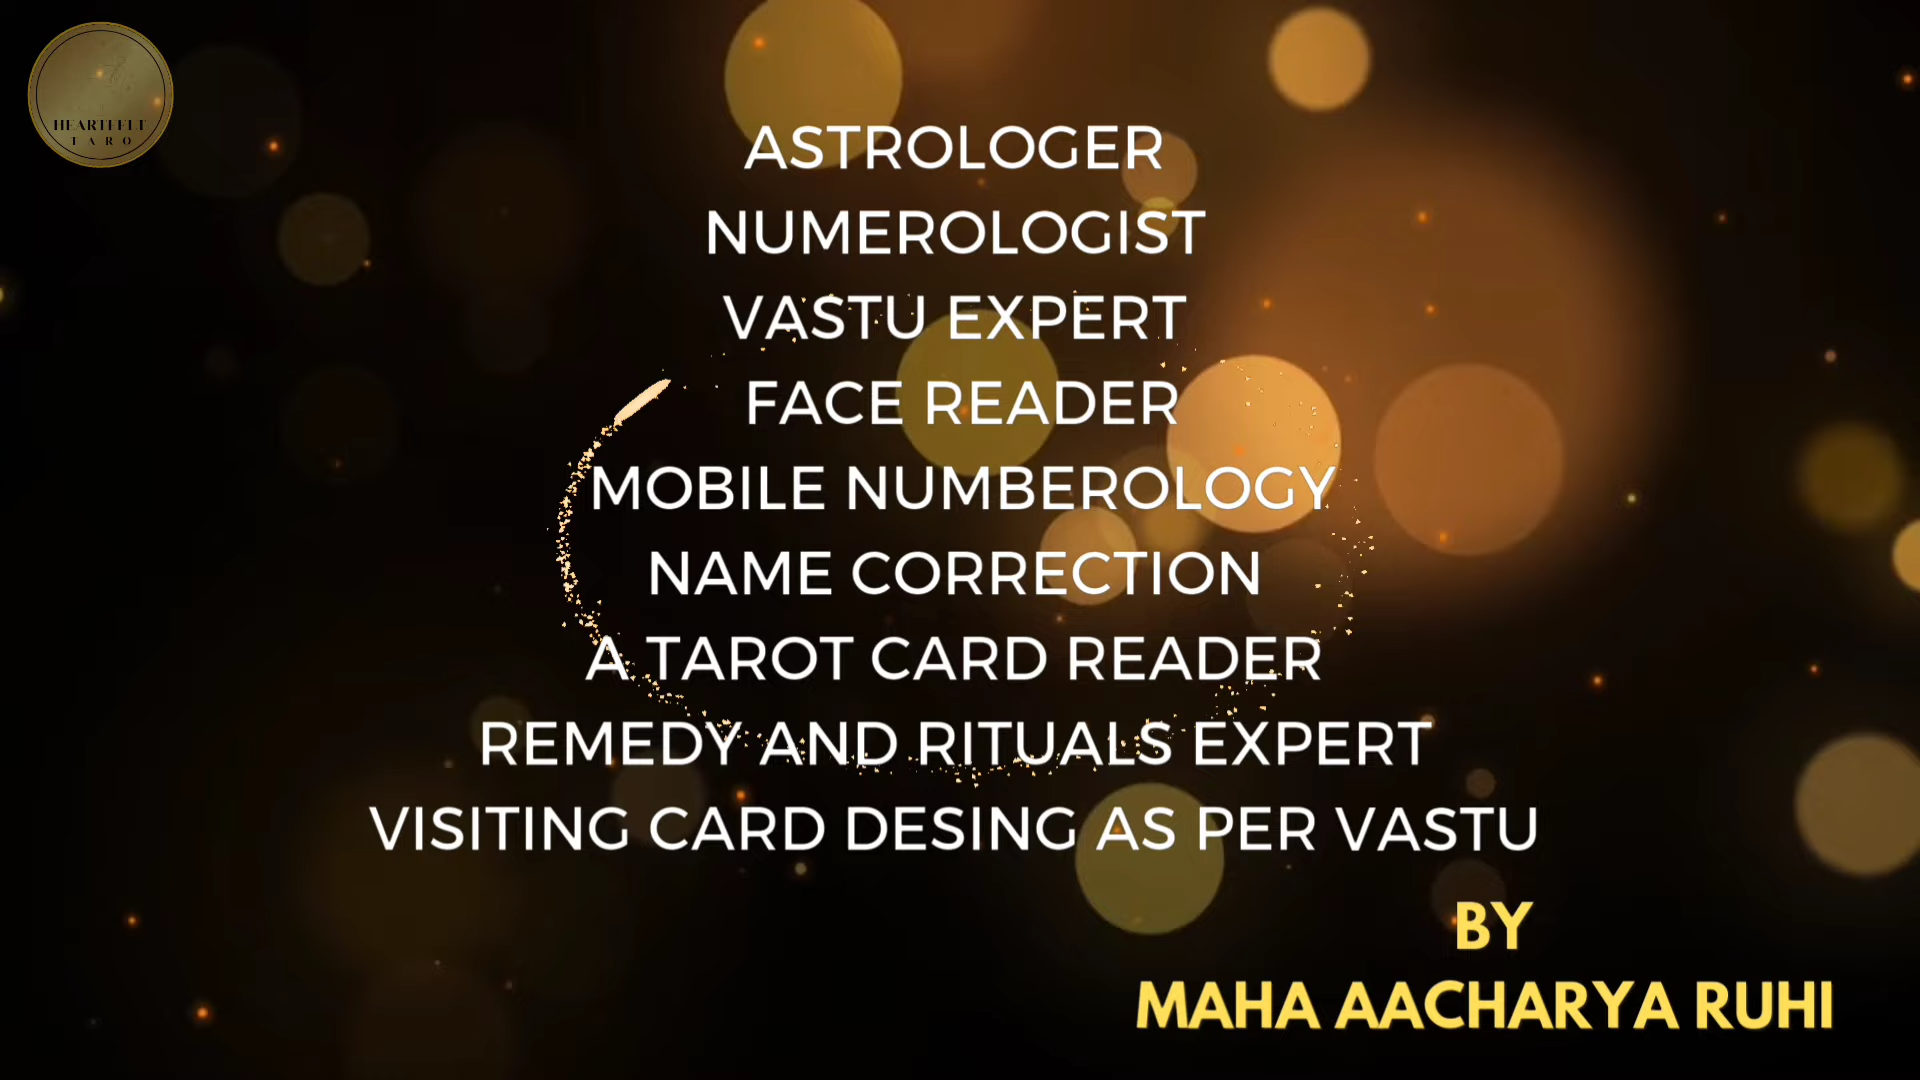 HEARTFELT
TARO
ASTROLOGER
NUMEROLOGIST
VASTU EXPERT
FACE READER
MOBILE NUMBEROLOGY
NAME CORRECTION
A TAROT CARD READER
REMEDY AND RITUALS EXPERT
VISITING CARD DESING AS PER VASTU
BY
MAHA AACHARYA RUHI